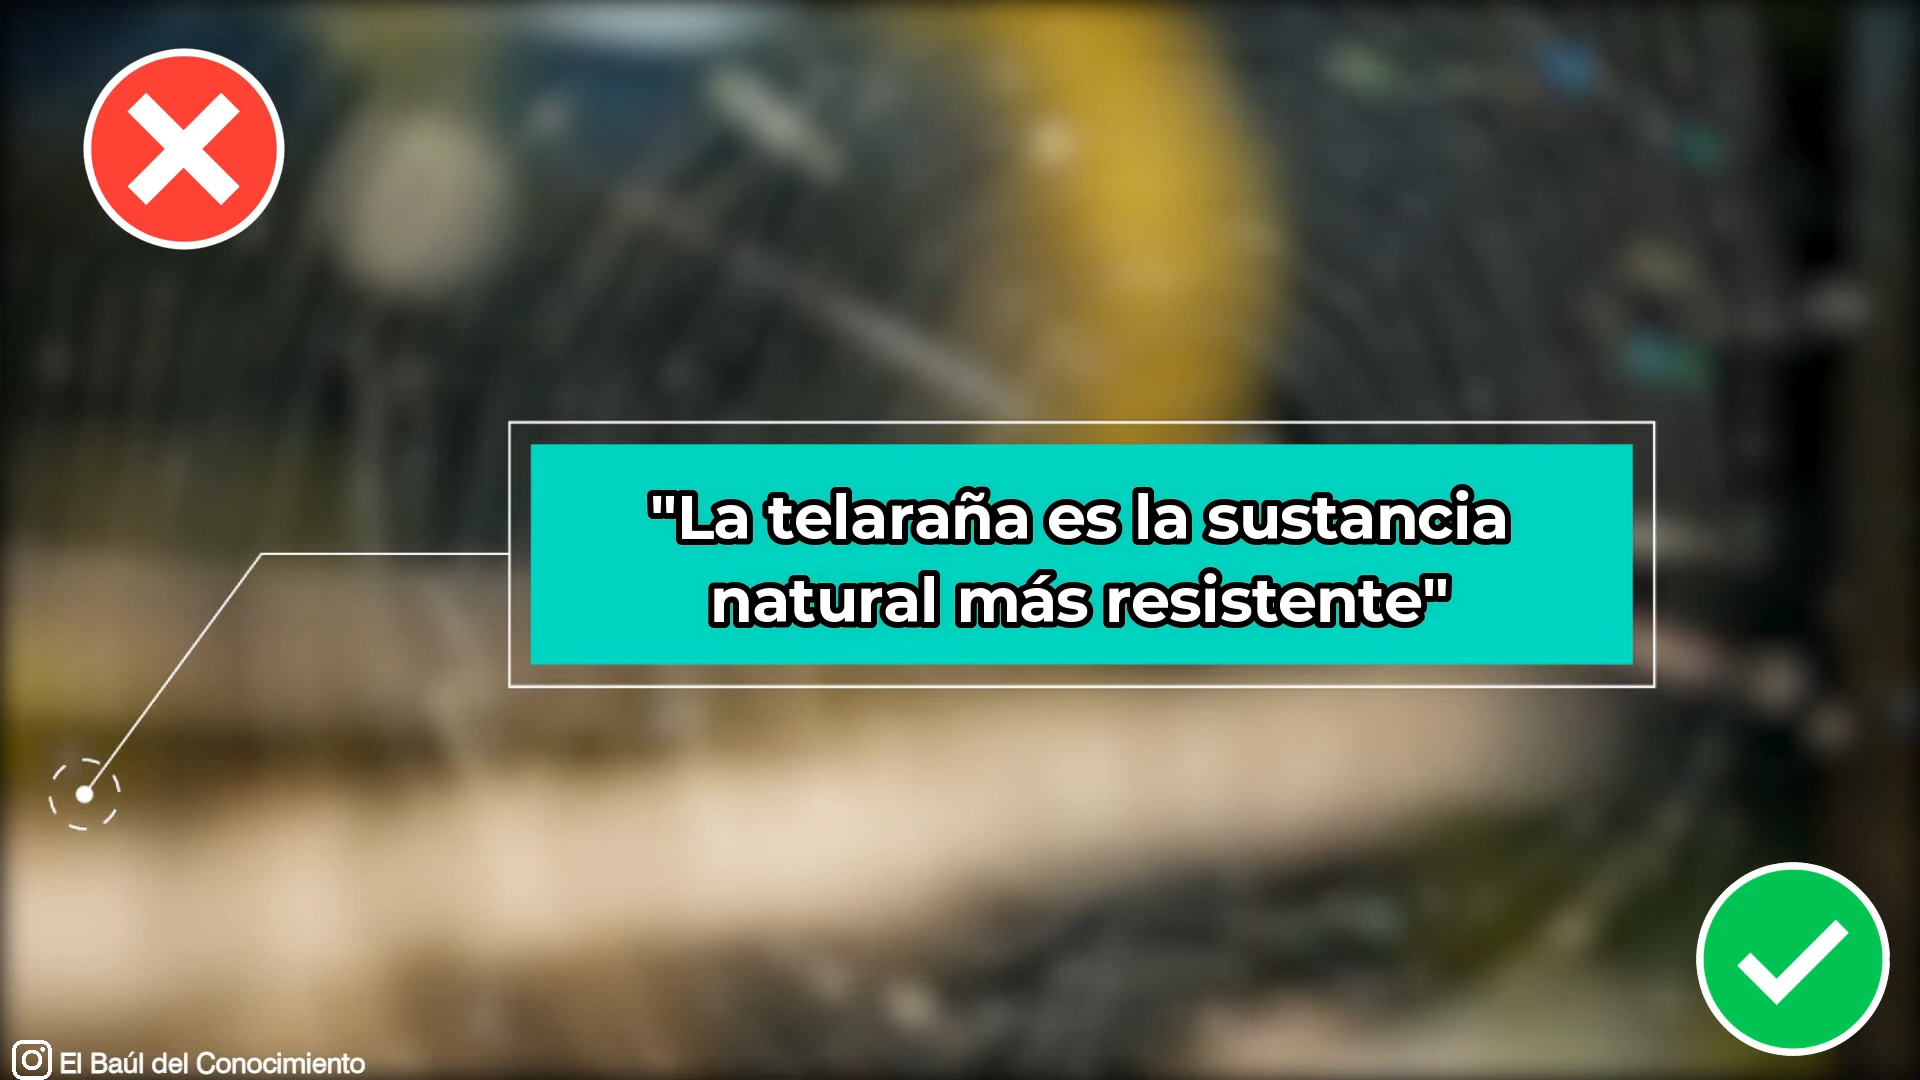 "La telaraña es la sustancia
natural más resistente"
El Baúl del Conocimiento